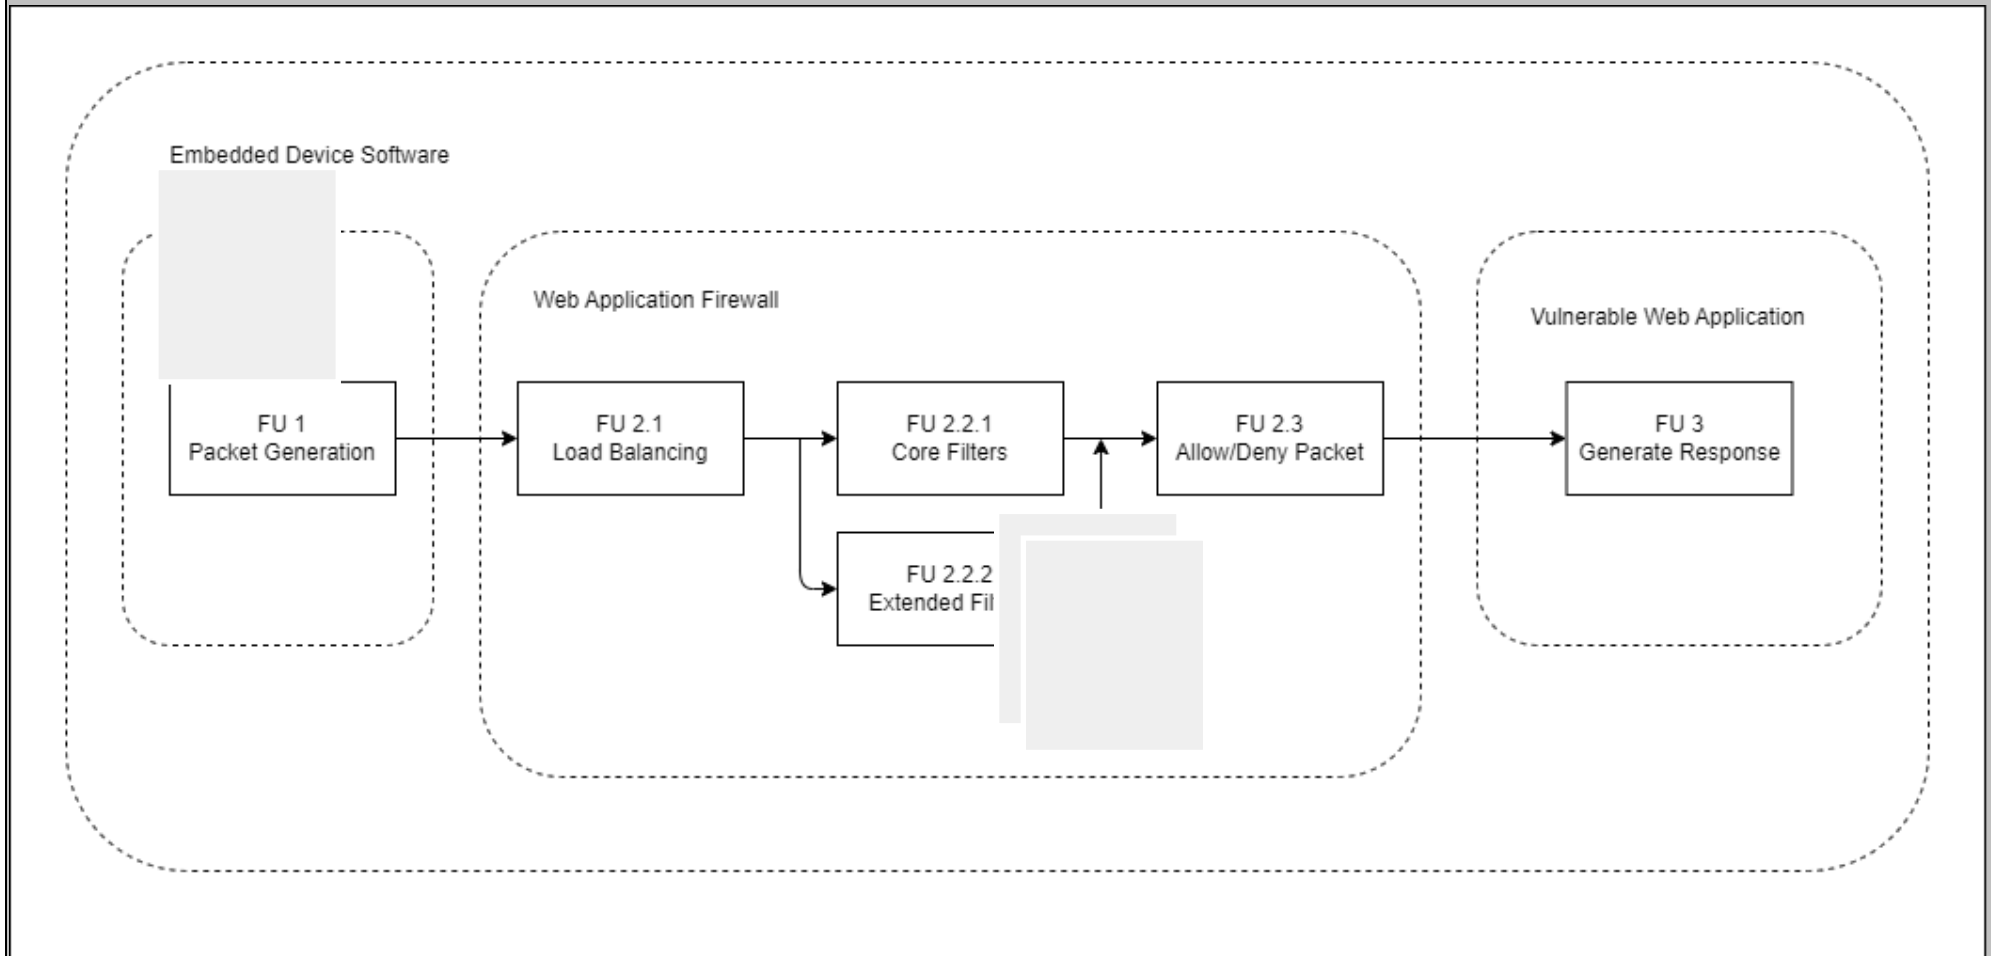 Embedded Device Software
Web Application Firewall
Vulnerable Web Application
FU 1
Packet Generation
FU 2.1
Load Balancing
FU 2.2.1
Core Filters
FU 2.3
Allow/Deny Packet
FU 3
Generate Response
FU 2.2.2
Extended